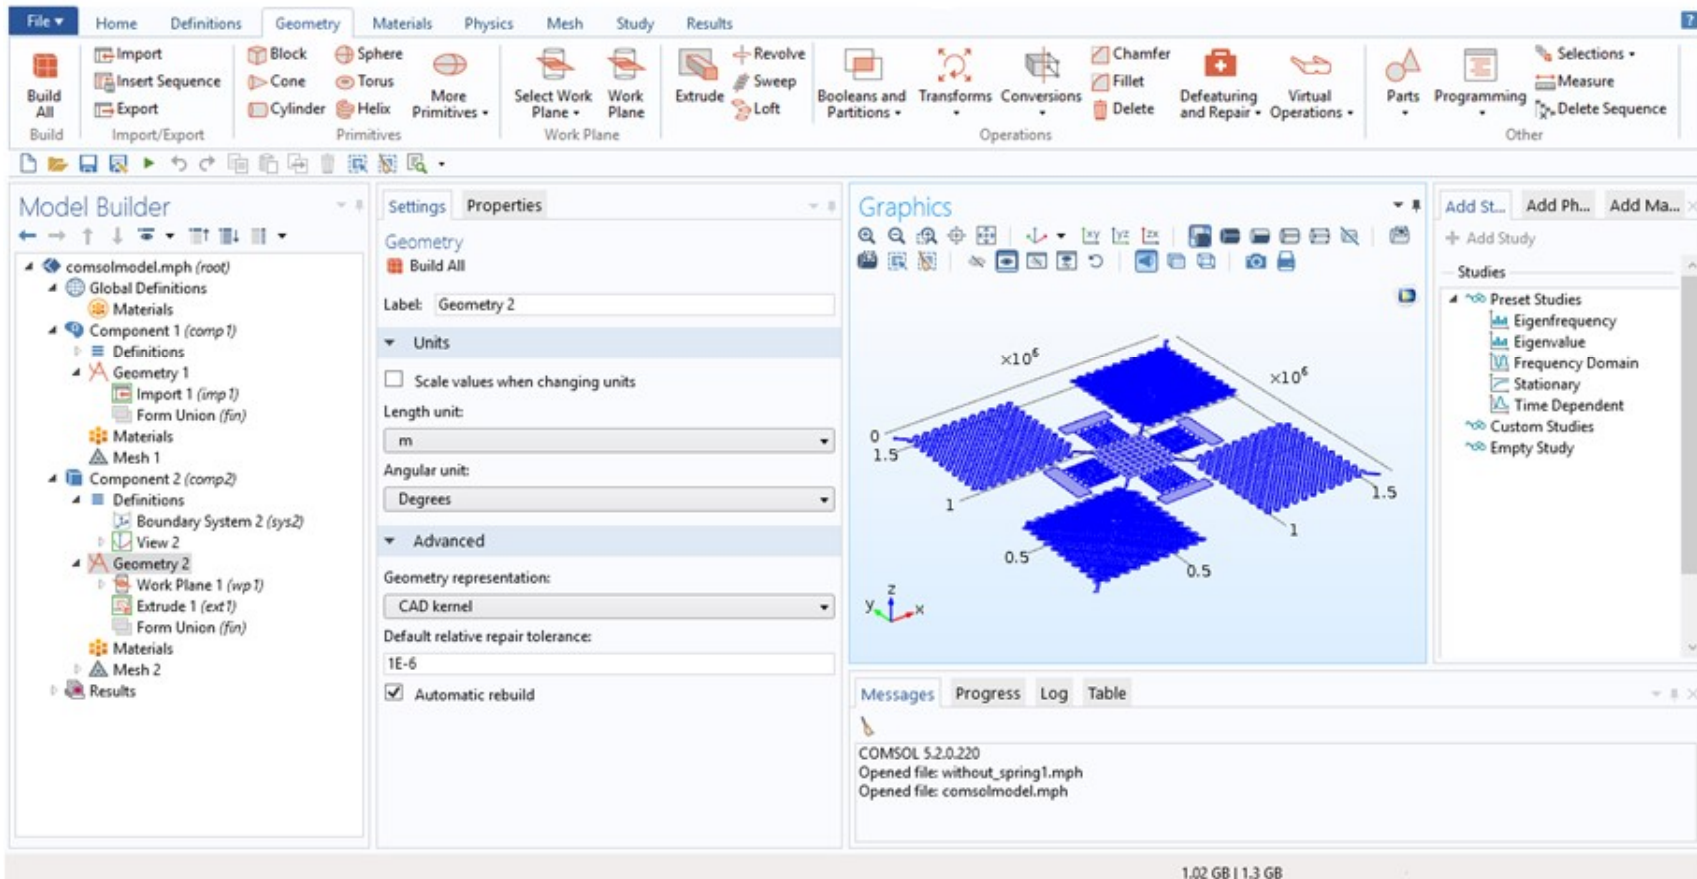 File Home Definitions Geometry Materials Physics Mesh Study Results ?
Build All
Import
Insert Sequence
Export
Block Sphere
Cone Torus
Cylinder Helix
More Primitives
Select Work Plane
Work Plane
Extrude
Revolve
Sweep
Loft
Booleans and Partitions
Transforms
Conversions
Chamfer
Fillet
Delete
Defeaturing and Repair
Virtual Operations
Parts
Programming
Selections
Measure
Delete Sequence
Build Import/Export Primitives Work Plane Operations Other
Model Builder
comsolmodel.mph (root)
Global Definitions
Materials
Component 1 (comp1)
Definitions
Geometry 1
Import 1 (imp1)
Form Union (fin)
Materials
Mesh 1
Component 2 (comp2)
Definitions
Boundary System 2 (sys2)
View 2
Geometry 2
Work Plane 1 (wp1)
Extrude 1 (ext1)
Form Union (fin)
Materials
Mesh 2
Results
Settings Properties
Geometry
Build All
Label: Geometry 2
Units
Scale values when changing units
Length unit:
m
Angular unit:
Degrees
Advanced
Geometry representation:
CAD kernel
Default relative repair tolerance:
1E-6
Automatic rebuild
Graphics
xy yz zx
×10⁶
×10⁶
0
1.5
1
0.5
0.5
1
1.5
z
y x
Messages Progress Log Table
COMSOL 5.2.0.220
Opened file: without_spring1.mph
Opened file: comsolmodel.mph
Add St... Add Ph... Add Ma...
Add Study
Studies
Preset Studies
Eigenfrequency
Eigenvalue
Frequency Domain
Stationary
Time Dependent
Custom Studies
Empty Study
1.02 GB | 1.3 GB